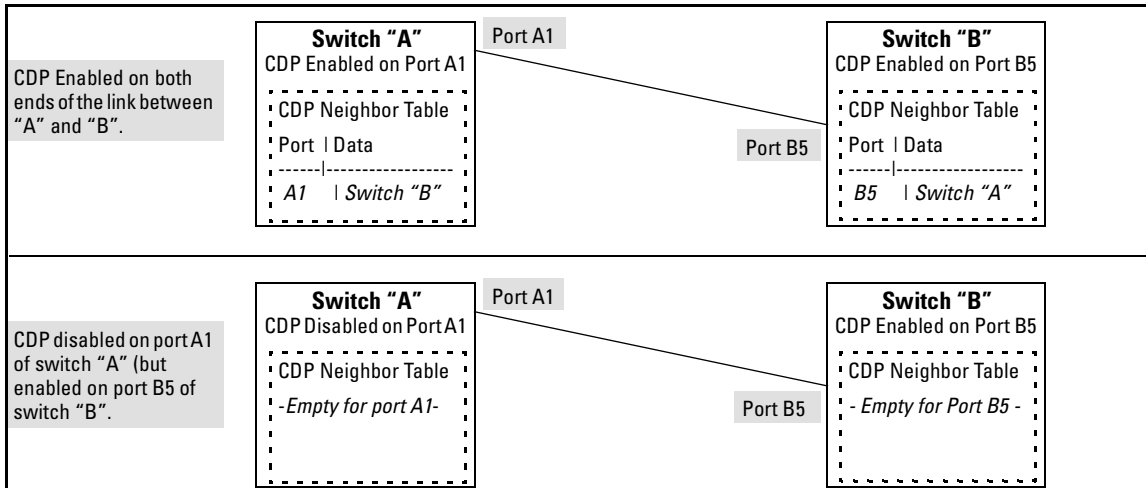 CDP Enabled on both
ends of the link between
“A” and “B”.
Switch “A”
CDP Enabled on Port A1
CDP Neighbor Table
Port | Data
------|-------------------
A1 | Switch “B”
Port A1
Port B5
Switch “B”
CDP Enabled on Port B5
CDP Neighbor Table
Port | Data
------|-------------------
B5 | Switch “A”
CDP disabled on port A1
of switch “A” (but
enabled on port B5 of
switch “B”.
Switch “A”
CDP Disabled on Port A1
CDP Neighbor Table
-Empty for port A1-
Port A1
Port B5
Switch “B”
CDP Enabled on Port B5
CDP Neighbor Table
- Empty for Port B5 -